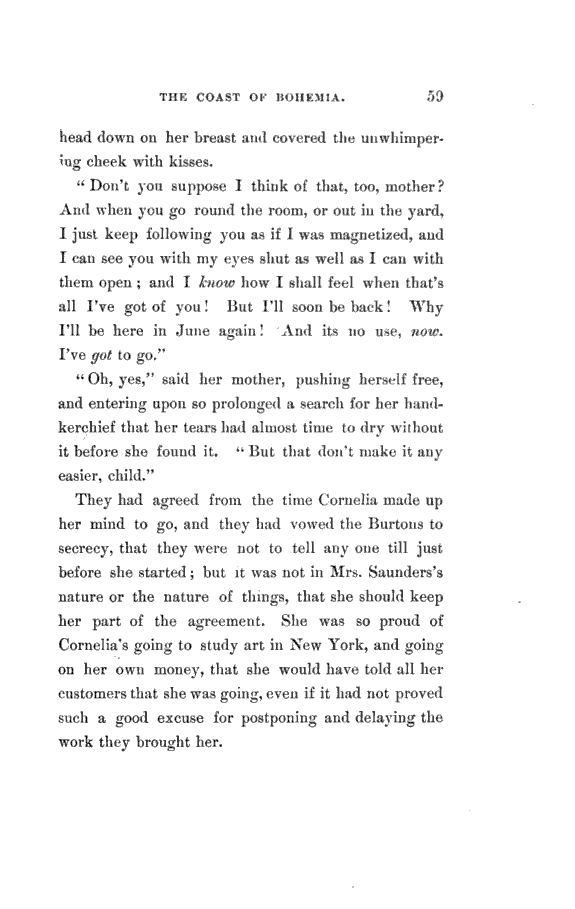 THE COAST OF BOHEMIA. 59
head down on her breast and covered the unwhimper-
ing cheek with kisses.
“Don’t you suppose I think of that, too, mother?
And when you go round the room, or out in the yard,
I just keep following you as if I was magnetized, and
I can see you with my eyes shut as well as I can with
them open; and I know how I shall feel when that’s
all I’ve got of you! But I’ll soon be back! Why
I’ll be here in June again! And its no use, now.
I’ve got to go.”
“Oh, yes,” said her mother, pushing herself free,
and entering upon so prolonged a search for her hand-
kerchief that her tears had almost time to dry without
it before she found it. “But that don’t make it any
easier, child.”
They had agreed from the time Cornelia made up
her mind to go, and they had vowed the Burtons to
secrecy, that they were not to tell any one till just
before she started; but it was not in Mrs. Saunders’s
nature or the nature of things, that she should keep
her part of the agreement. She was so proud of
Cornelia’s going to study art in New York, and going
on her own money, that she would have told all her
customers that she was going, even if it had not proved
such a good excuse for postponing and delaying the
work they brought her.